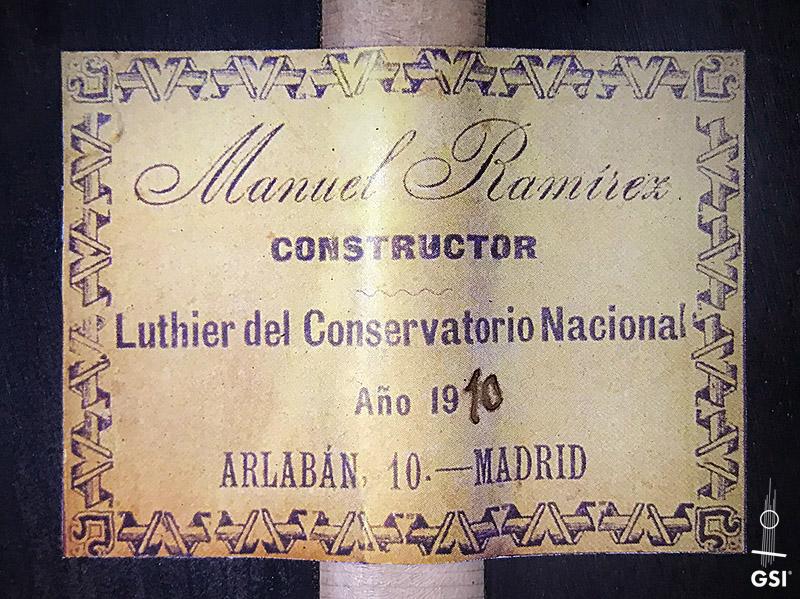 Manuel Ramírez
CONSTRUCTOR
Luthier del Conservatorio Nacional
Año 1910
ARLABÁN, 10.—MADRID
GSI